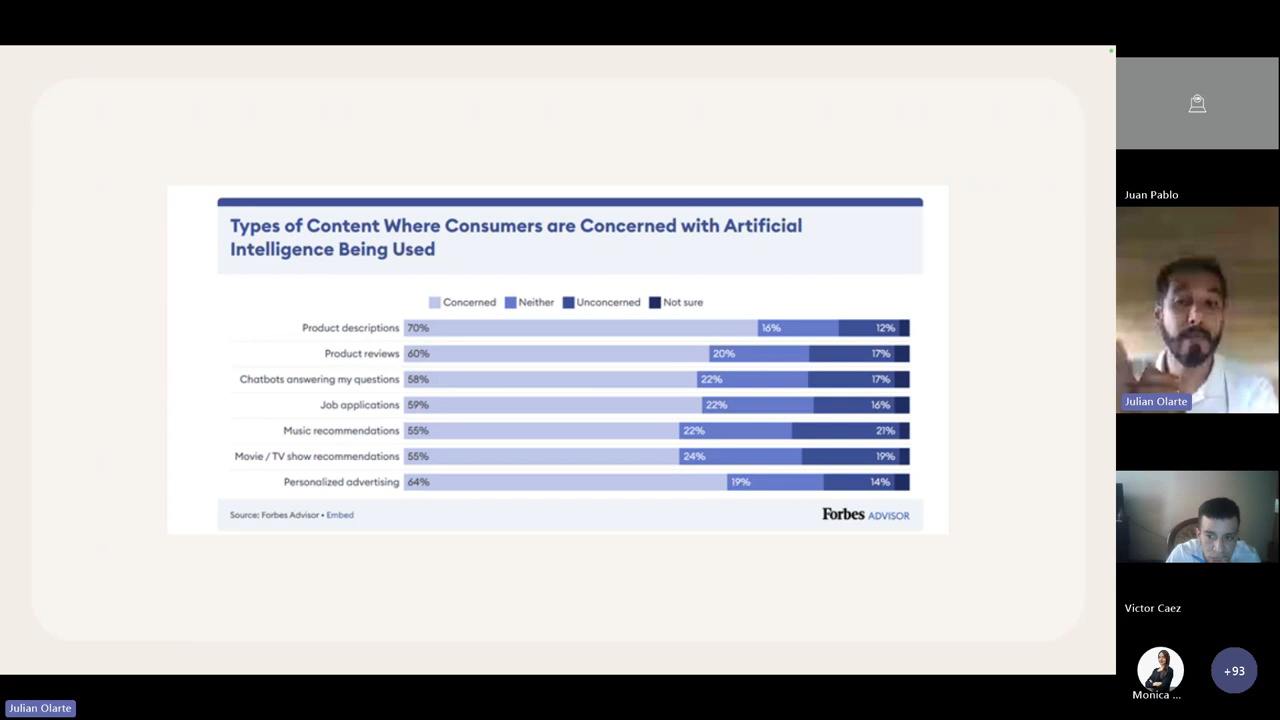 Types of Content Where Consumers are Concerned with Artificial
Intelligence Being Used
Concerned Neither Unconcerned Not sure
Product descriptions 70% 16% 12%
Product reviews 60% 20% 17%
Chatbots answering my questions 58% 22% 17%
Job applications 59% 22% 16%
Music recommendations 55% 22% 21%
Movie / TV show recommendations 55% 24% 19%
Personalized advertising 64% 19% 14%
Source: Forbes Advisor • Embed
Forbes ADVISOR
Juan Pablo
Julian Olarte
Victor Caez
Monica ...
+93
Julian Olarte